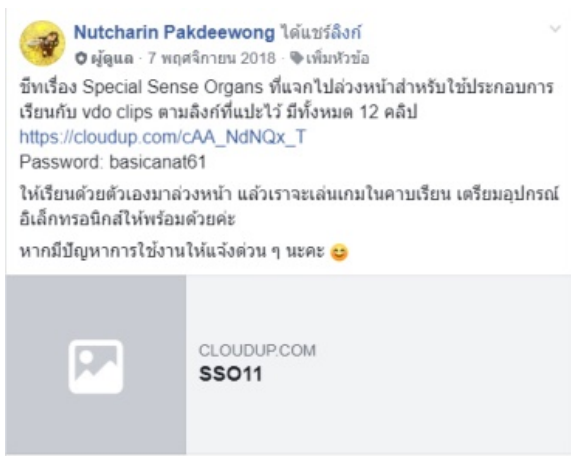 Nutcharin Pakdeewong ได้แชร์ลิงก์
ผู้ดูแล · 7 พฤศจิกายน 2018 · เพิ่มหัวข้อ
ชีทเรื่อง Special Sense Organs ที่แจกไปล่วงหน้าสำหรับใช้ประกอบการ
เรียนกับ vdo clips ตามลิงก์ที่แปะไว้ มีทั้งหมด 12 คลิป
https://cloudup.com/cAA_NdNQx_T
Password: basicanat61
ให้เรียนด้วยตัวเองมาล่วงหน้า แล้วเราจะเล่นเกมในคาบเรียน เตรียมอุปกรณ์
อิเล็กทรอนิกส์ให้พร้อมด้วยค่ะ
หากมีปัญหาการใช้งานให้แจ้งด่วน ๆ นะคะ 😊
CLOUDUP.COM
SSO11